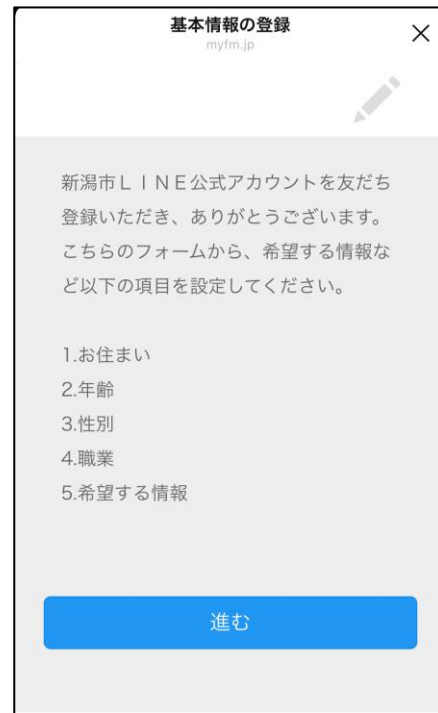 基本情報の登録
myfm.jp
新潟市ＬＩＮＥ公式アカウントを友だち
登録いただき、ありがとうございます。
こちらのフォームから、希望する情報な
ど以下の項目を設定してください。
1.お住まい
2.年齢
3.性別
4.職業
5.希望する情報
進む